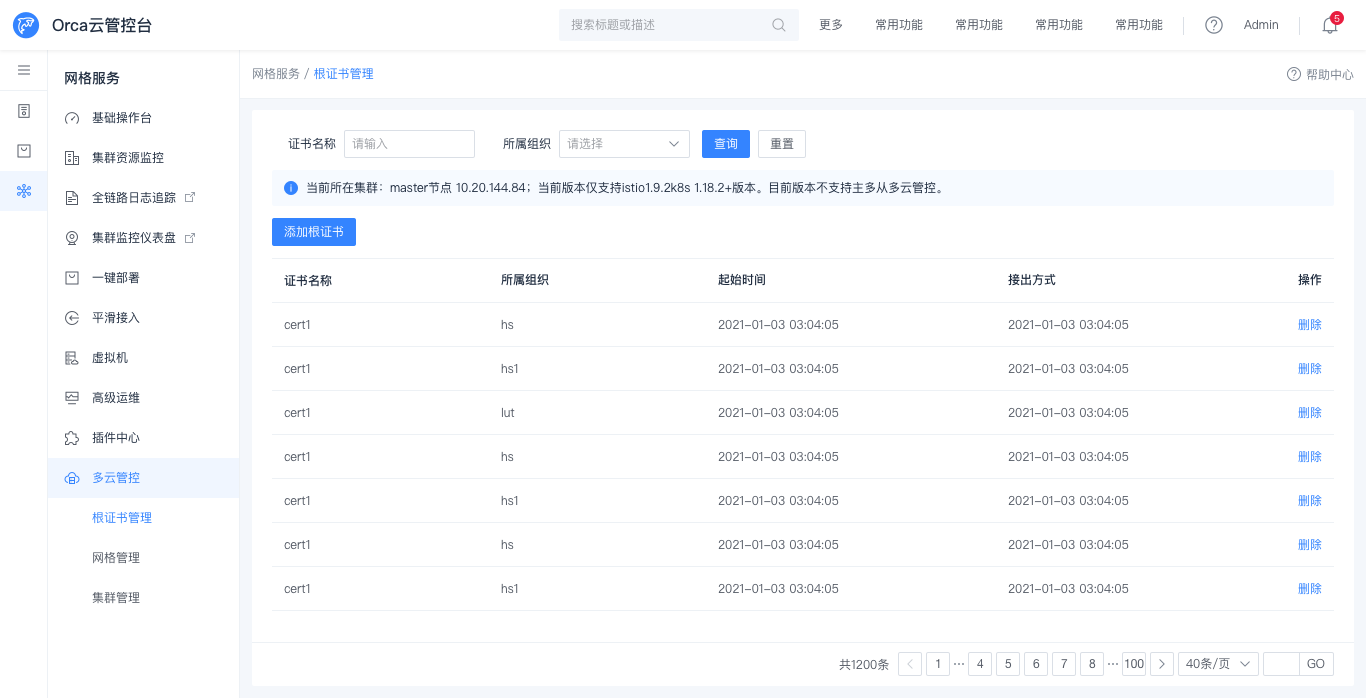 Orca云管控台
搜索标题或描述
更多 常用功能 常用功能 常用功能 常用功能
Admin
5
网格服务
基础操作台
集群资源监控
全链路日志追踪
集群监控仪表盘
一键部署
平滑接入
虚拟机
高级运维
插件中心
多云管控
根证书管理
网格管理
集群管理
网格服务 / 根证书管理
帮助中心
证书名称 请输入 所属组织 请选择 查询 重置
当前所在集群：master节点 10.20.144.84；当前版本仅支持istio1.9.2k8s 1.18.2+版本。目前版本不支持主多从多云管控。
添加根证书
证书名称 所属组织 起始时间 接出方式 操作
cert1 hs 2021-01-03 03:04:05 2021-01-03 03:04:05 删除
cert1 hs1 2021-01-03 03:04:05 2021-01-03 03:04:05 删除
cert1 lut 2021-01-03 03:04:05 2021-01-03 03:04:05 删除
cert1 hs 2021-01-03 03:04:05 2021-01-03 03:04:05 删除
cert1 hs1 2021-01-03 03:04:05 2021-01-03 03:04:05 删除
cert1 hs 2021-01-03 03:04:05 2021-01-03 03:04:05 删除
cert1 hs1 2021-01-03 03:04:05 2021-01-03 03:04:05 删除
共1200条 1 ··· 4 5 6 7 8 ··· 100 40条/页 GO